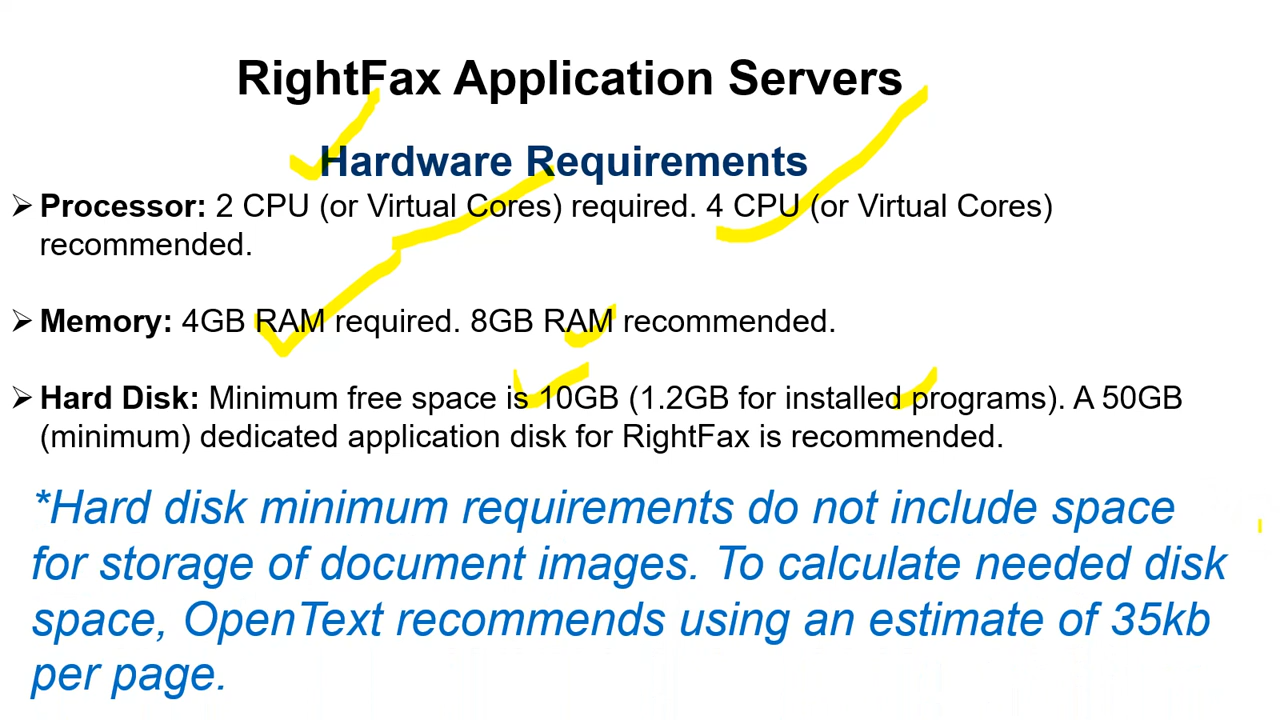 RightFax Application Servers
Hardware Requirements
➢ Processor: 2 CPU (or Virtual Cores) required. 4 CPU (or Virtual Cores)
recommended.
➢ Memory: 4GB RAM required. 8GB RAM recommended.
➢ Hard Disk: Minimum free space is 10GB (1.2GB for installed programs). A 50GB
(minimum) dedicated application disk for RightFax is recommended.
*Hard disk minimum requirements do not include space
for storage of document images. To calculate needed disk
space, OpenText recommends using an estimate of 35kb
per page.